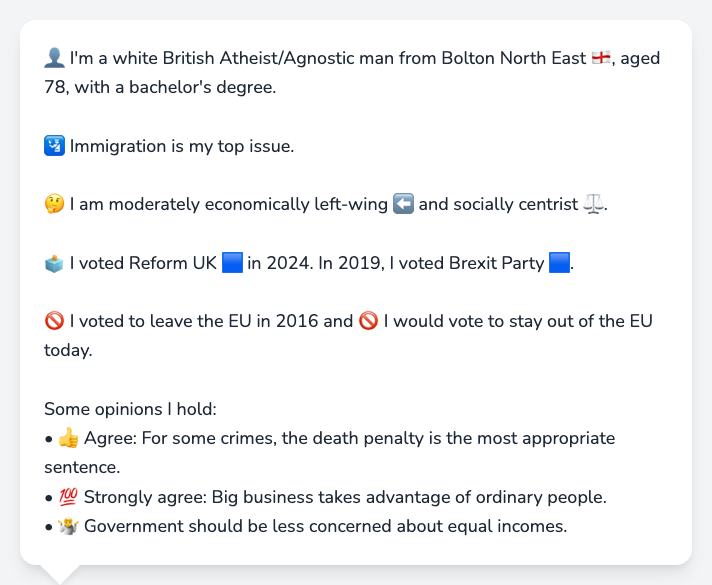 👤 I'm a white British Atheist/Agnostic man from Bolton North East 🏴󠁧󠁢󠁥󠁮󠁧󠁿, aged
78, with a bachelor's degree.
🛂 Immigration is my top issue.
🤔 I am moderately economically left-wing ⬅️ and socially centrist ⚖️.
🗳️ I voted Reform UK 🟦 in 2024. In 2019, I voted Brexit Party 🟦.
🚫 I voted to leave the EU in 2016 and 🚫 I would vote to stay out of the EU
today.
Some opinions I hold:
• 👍 Agree: For some crimes, the death penalty is the most appropriate
sentence.
• 💯 Strongly agree: Big business takes advantage of ordinary people.
• 🤷 Government should be less concerned about equal incomes.